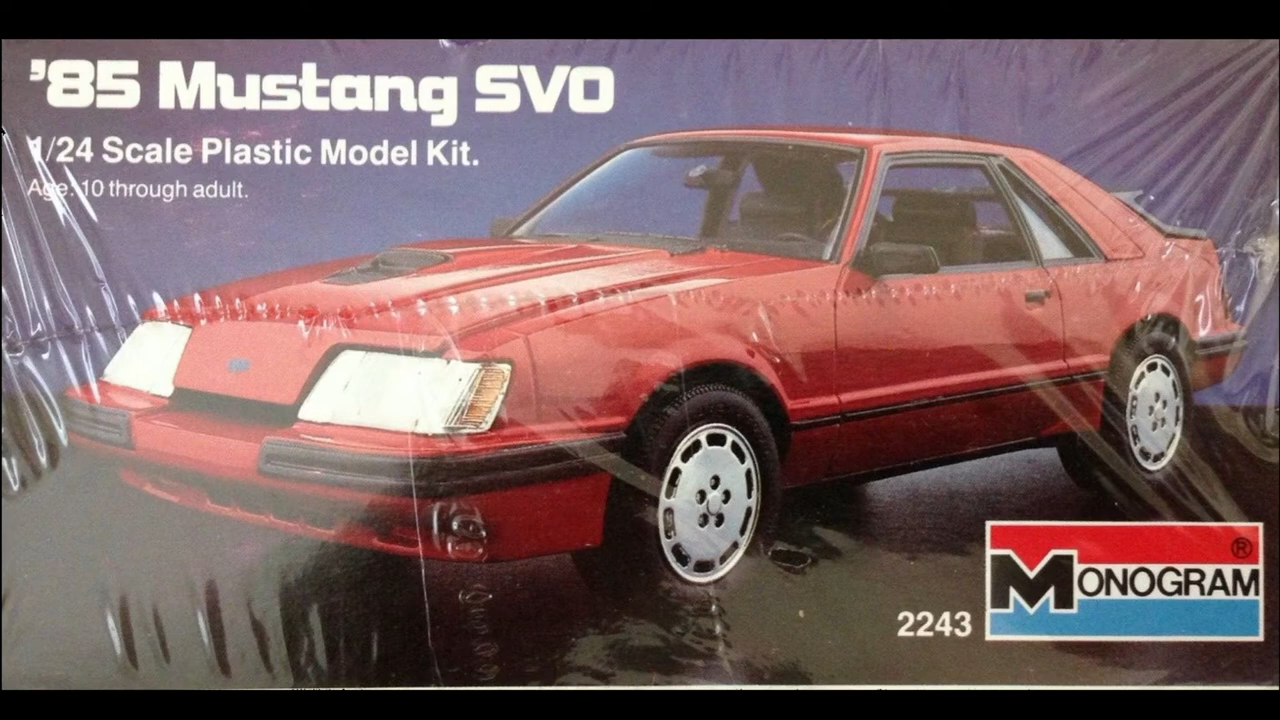 '85 Mustang SVO
1/24 Scale Plastic Model Kit.
Age: 10 through adult.
2243
MONOGRAM ®